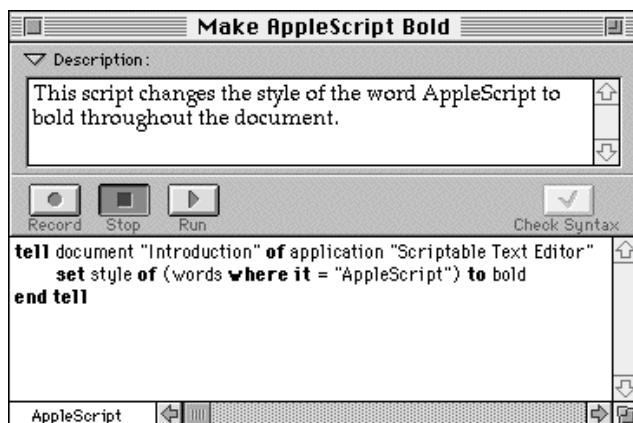 Make AppleScript Bold
Description:
This script changes the style of the word AppleScript to
bold throughout the document.
Record Stop Run Check Syntax
tell document "Introduction" of application "Scriptable Text Editor"
set style of (words where it = "AppleScript") to bold
end tell
AppleScript